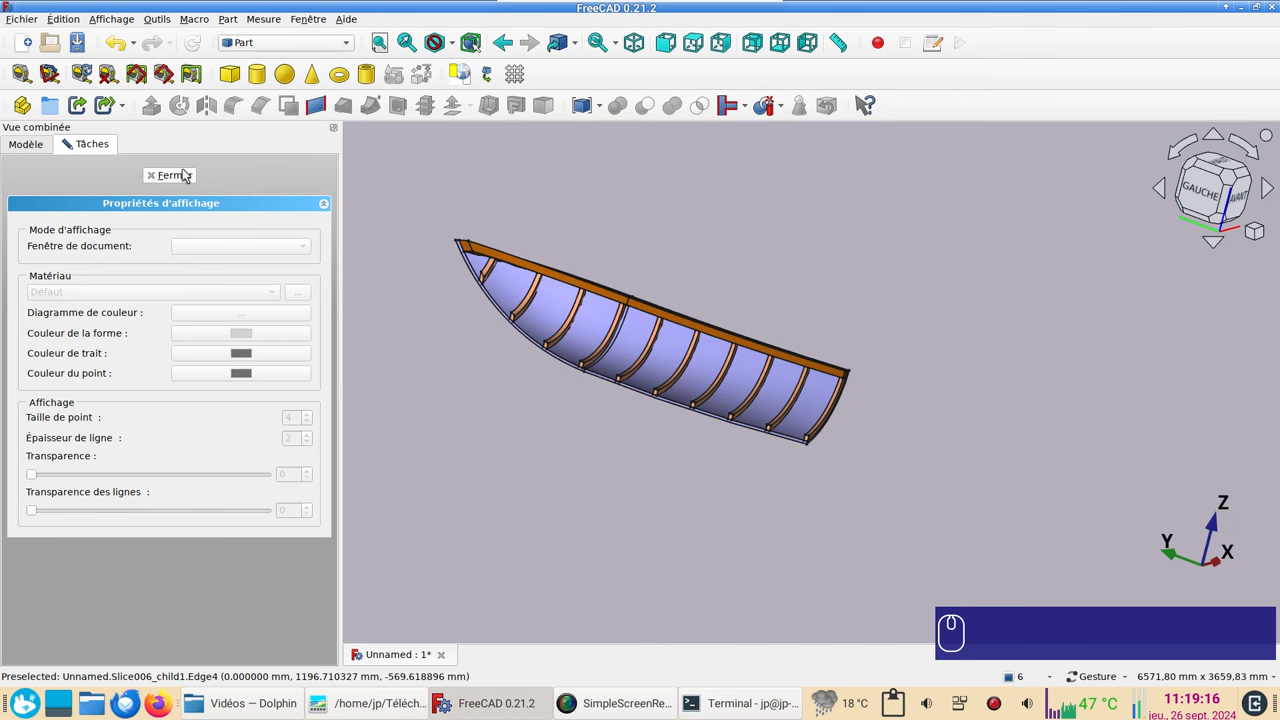 FreeCAD 0.21.2
Fichier Édition Affichage Outils Macro Part Mesure Fenêtre Aide
Part
Vue combinée
Modèle Tâches
Propriétés d'affichage
Mode d'affichage
Fenêtre de document:
Matériau
Défaut ...
Diagramme de couleur : ...
Couleur de la forme :
Couleur de trait :
Couleur du point :
Affichage
Taille de point : 4
Épaisseur de ligne : 2
Transparence :
0
Transparence des lignes :
0
GAUCHE AVANT
Z
Y
X
Unnamed : 1*
Preselected: Unnamed.Slice006_child1.Edge4 (0.000000 mm, 1196.710327 mm, -569.618896 mm) 6 Gesture 6571,80 mm x 3659,83 mm
Vidéos — Dolphin /home/jp/Téléch... FreeCAD 0.21.2 SimpleScreenRe... Terminal - jp@jp-... 18 °C 47 °C 11:19:16
jeu., 26 sept. 2024